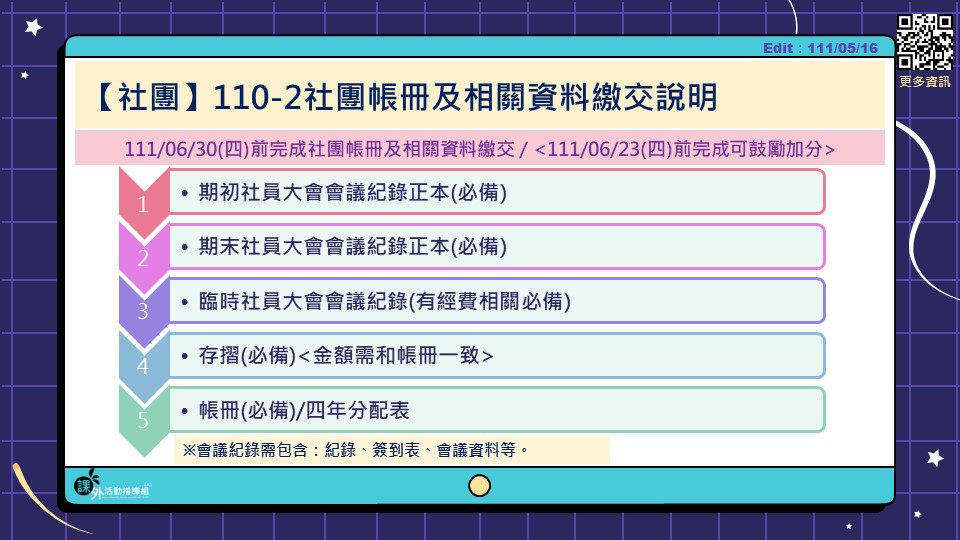 Edit : 111/05/16
更多資訊
【社團】110-2社團帳冊及相關資料繳交說明
111/06/30(四)前完成社團帳冊及相關資料繳交 / <111/06/23(四)前完成可鼓勵加分>
1
• 期初社員大會會議紀錄正本(必備)
2
• 期末社員大會會議紀錄正本(必備)
3
• 臨時社員大會會議紀錄(有經費相關必備)
4
• 存摺(必備)<金額需和帳冊一致>
5
• 帳冊(必備)/四年分配表
※會議紀錄需包含：紀錄、簽到表、會議資料等。
課外活動指導組